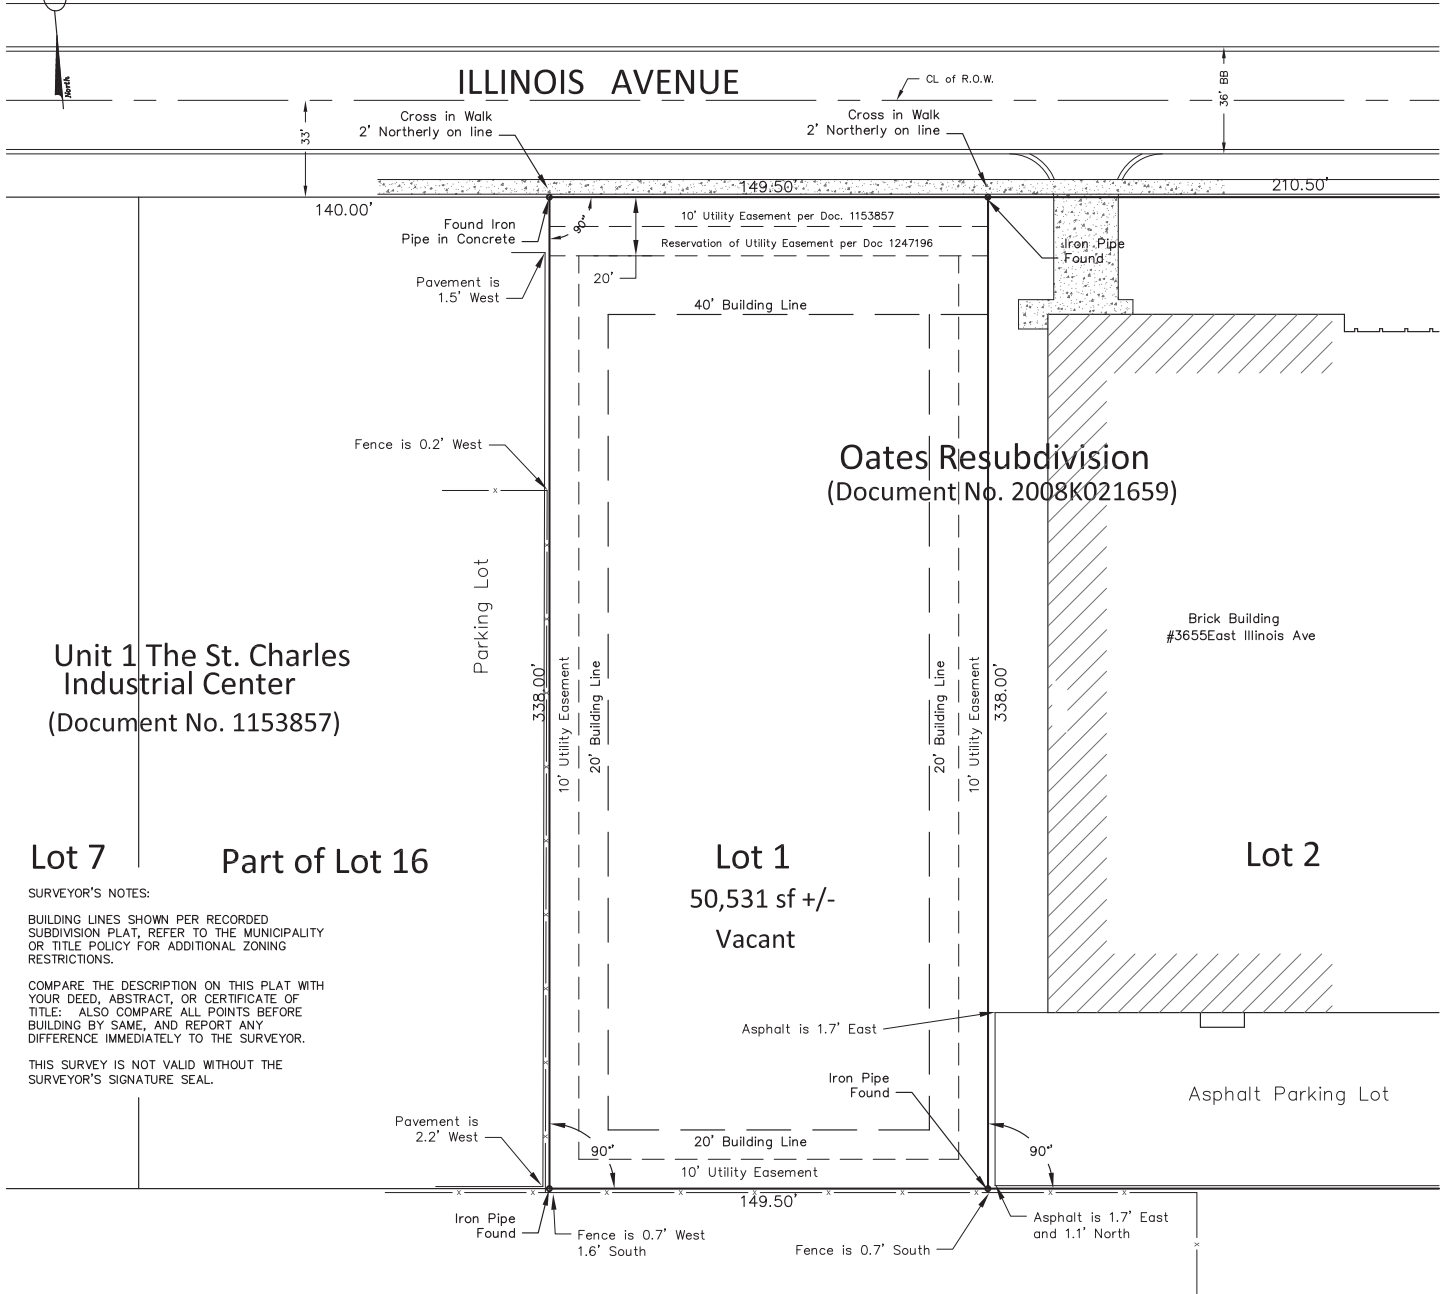 North
ILLINOIS AVENUE
CL of R.O.W.
36' BB
33'
Cross in Walk
2' Northerly on line
Cross in Walk
2' Northerly on line
149.50'
210.50'
140.00'
Found Iron
Pipe in Concrete
90°
10' Utility Easement per Doc. 1153857
Reservation of Utility Easement per Doc 1247196
Iron Pipe
Found
Pavement is
1.5' West
20'
40' Building Line
Fence is 0.2' West
Oates Resubdivision
(Document No. 2008K021659)
Parking Lot
Brick Building
#3655East Illinois Ave
Unit 1 The St. Charles
Industrial Center
(Document No. 1153857)
338.00'
10' Utility Easement
20' Building Line
20' Building Line
10' Utility Easement
338.00'
Lot 7
Part of Lot 16
Lot 1
50,531 sf +/-
Vacant
Lot 2
SURVEYOR'S NOTES:
BUILDING LINES SHOWN PER RECORDED
SUBDIVISION PLAT, REFER TO THE MUNICIPALITY
OR TITLE POLICY FOR ADDITIONAL ZONING
RESTRICTIONS.
COMPARE THE DESCRIPTION ON THIS PLAT WITH
YOUR DEED, ABSTRACT, OR CERTIFICATE OF
TITLE: ALSO COMPARE ALL POINTS BEFORE
BUILDING BY SAME, AND REPORT ANY
DIFFERENCE IMMEDIATELY TO THE SURVEYOR.
THIS SURVEY IS NOT VALID WITHOUT THE
SURVEYOR'S SIGNATURE SEAL.
Asphalt is 1.7' East
Iron Pipe
Found
Asphalt Parking Lot
Pavement is
2.2' West
90°
20' Building Line
90°
10' Utility Easement
149.50'
Iron Pipe
Found
Fence is 0.7' West
1.6' South
Fence is 0.7' South
Asphalt is 1.7' East
and 1.1' North